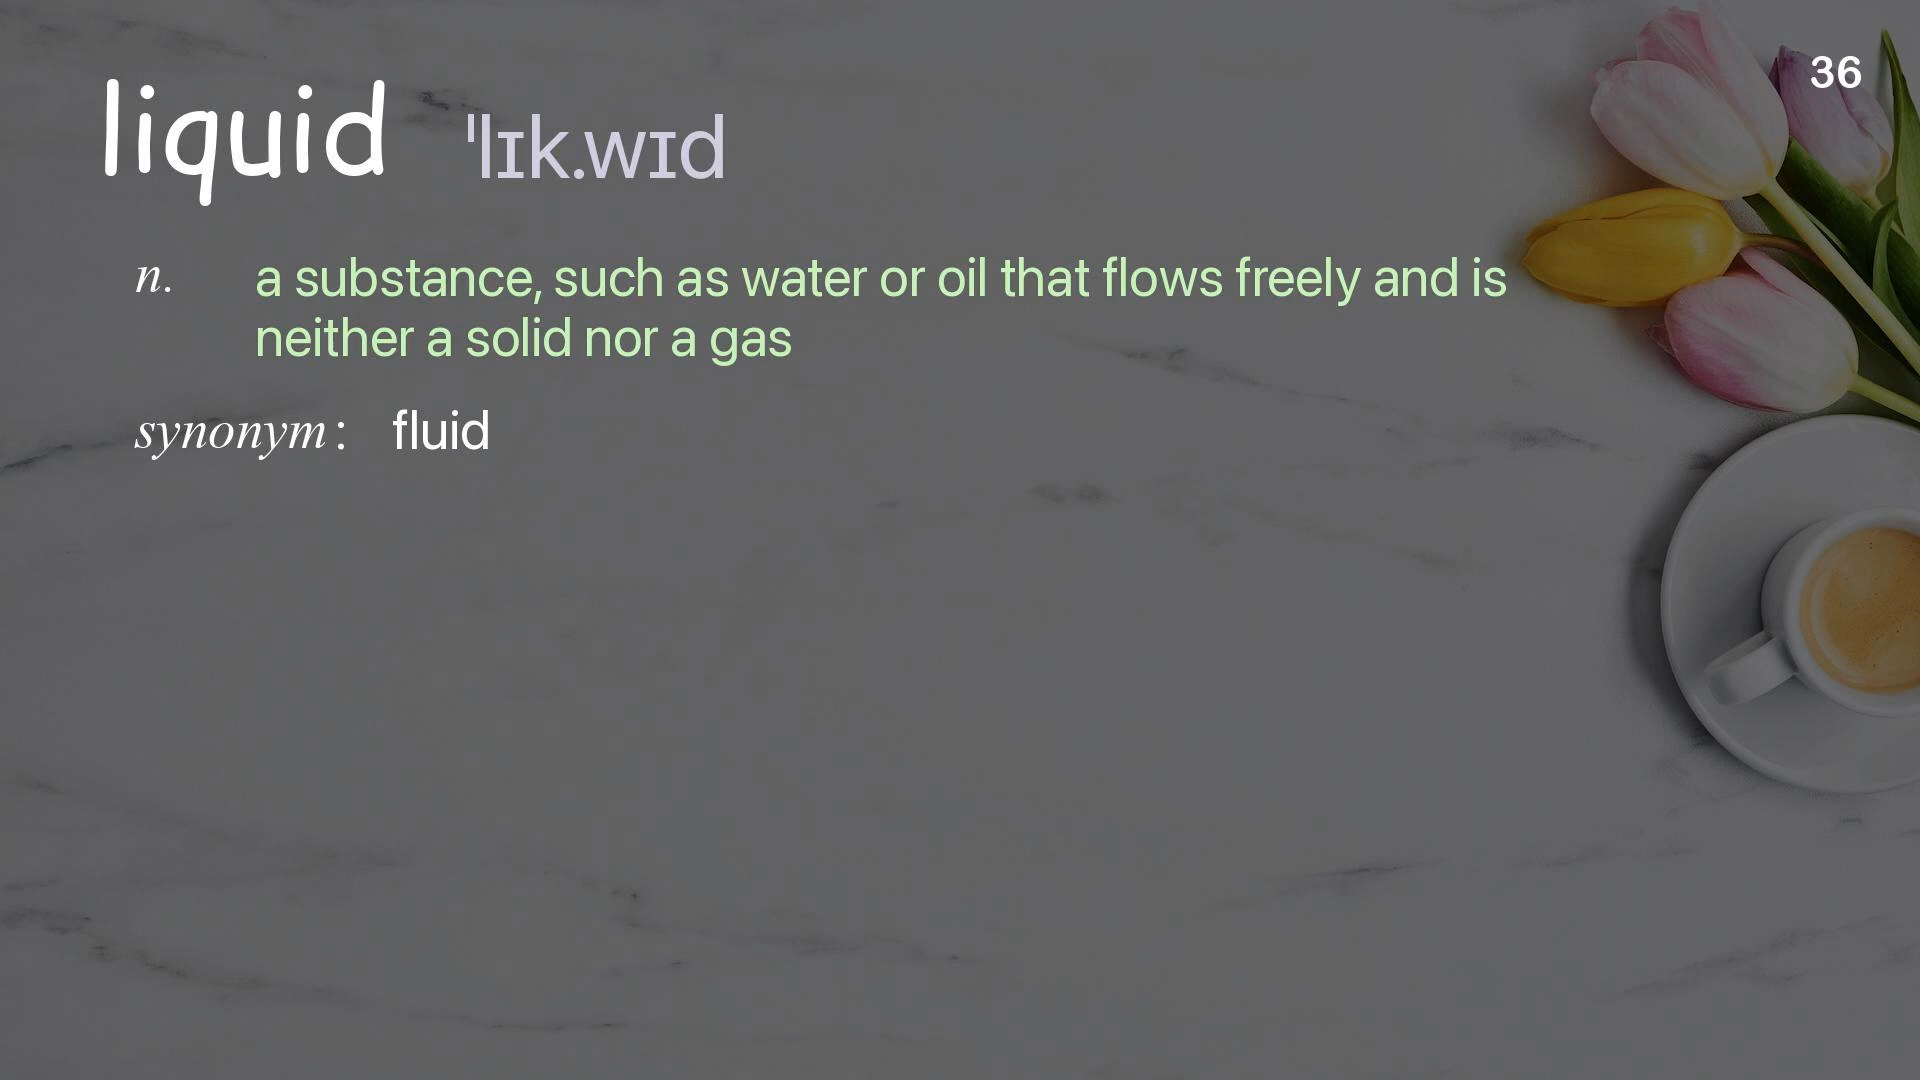 36
liquid ˈlɪk.wɪd
n. a substance, such as water or oil that flows freely and is
neither a solid nor a gas
synonym: fluid